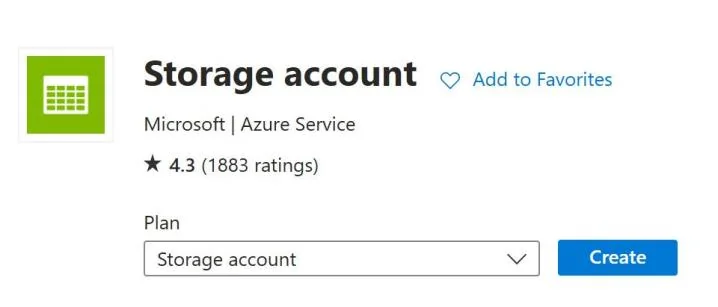 Storage account
Add to Favorites
Microsoft | Azure Service
★ 4.3 (1883 ratings)
Plan
Storage account
Create